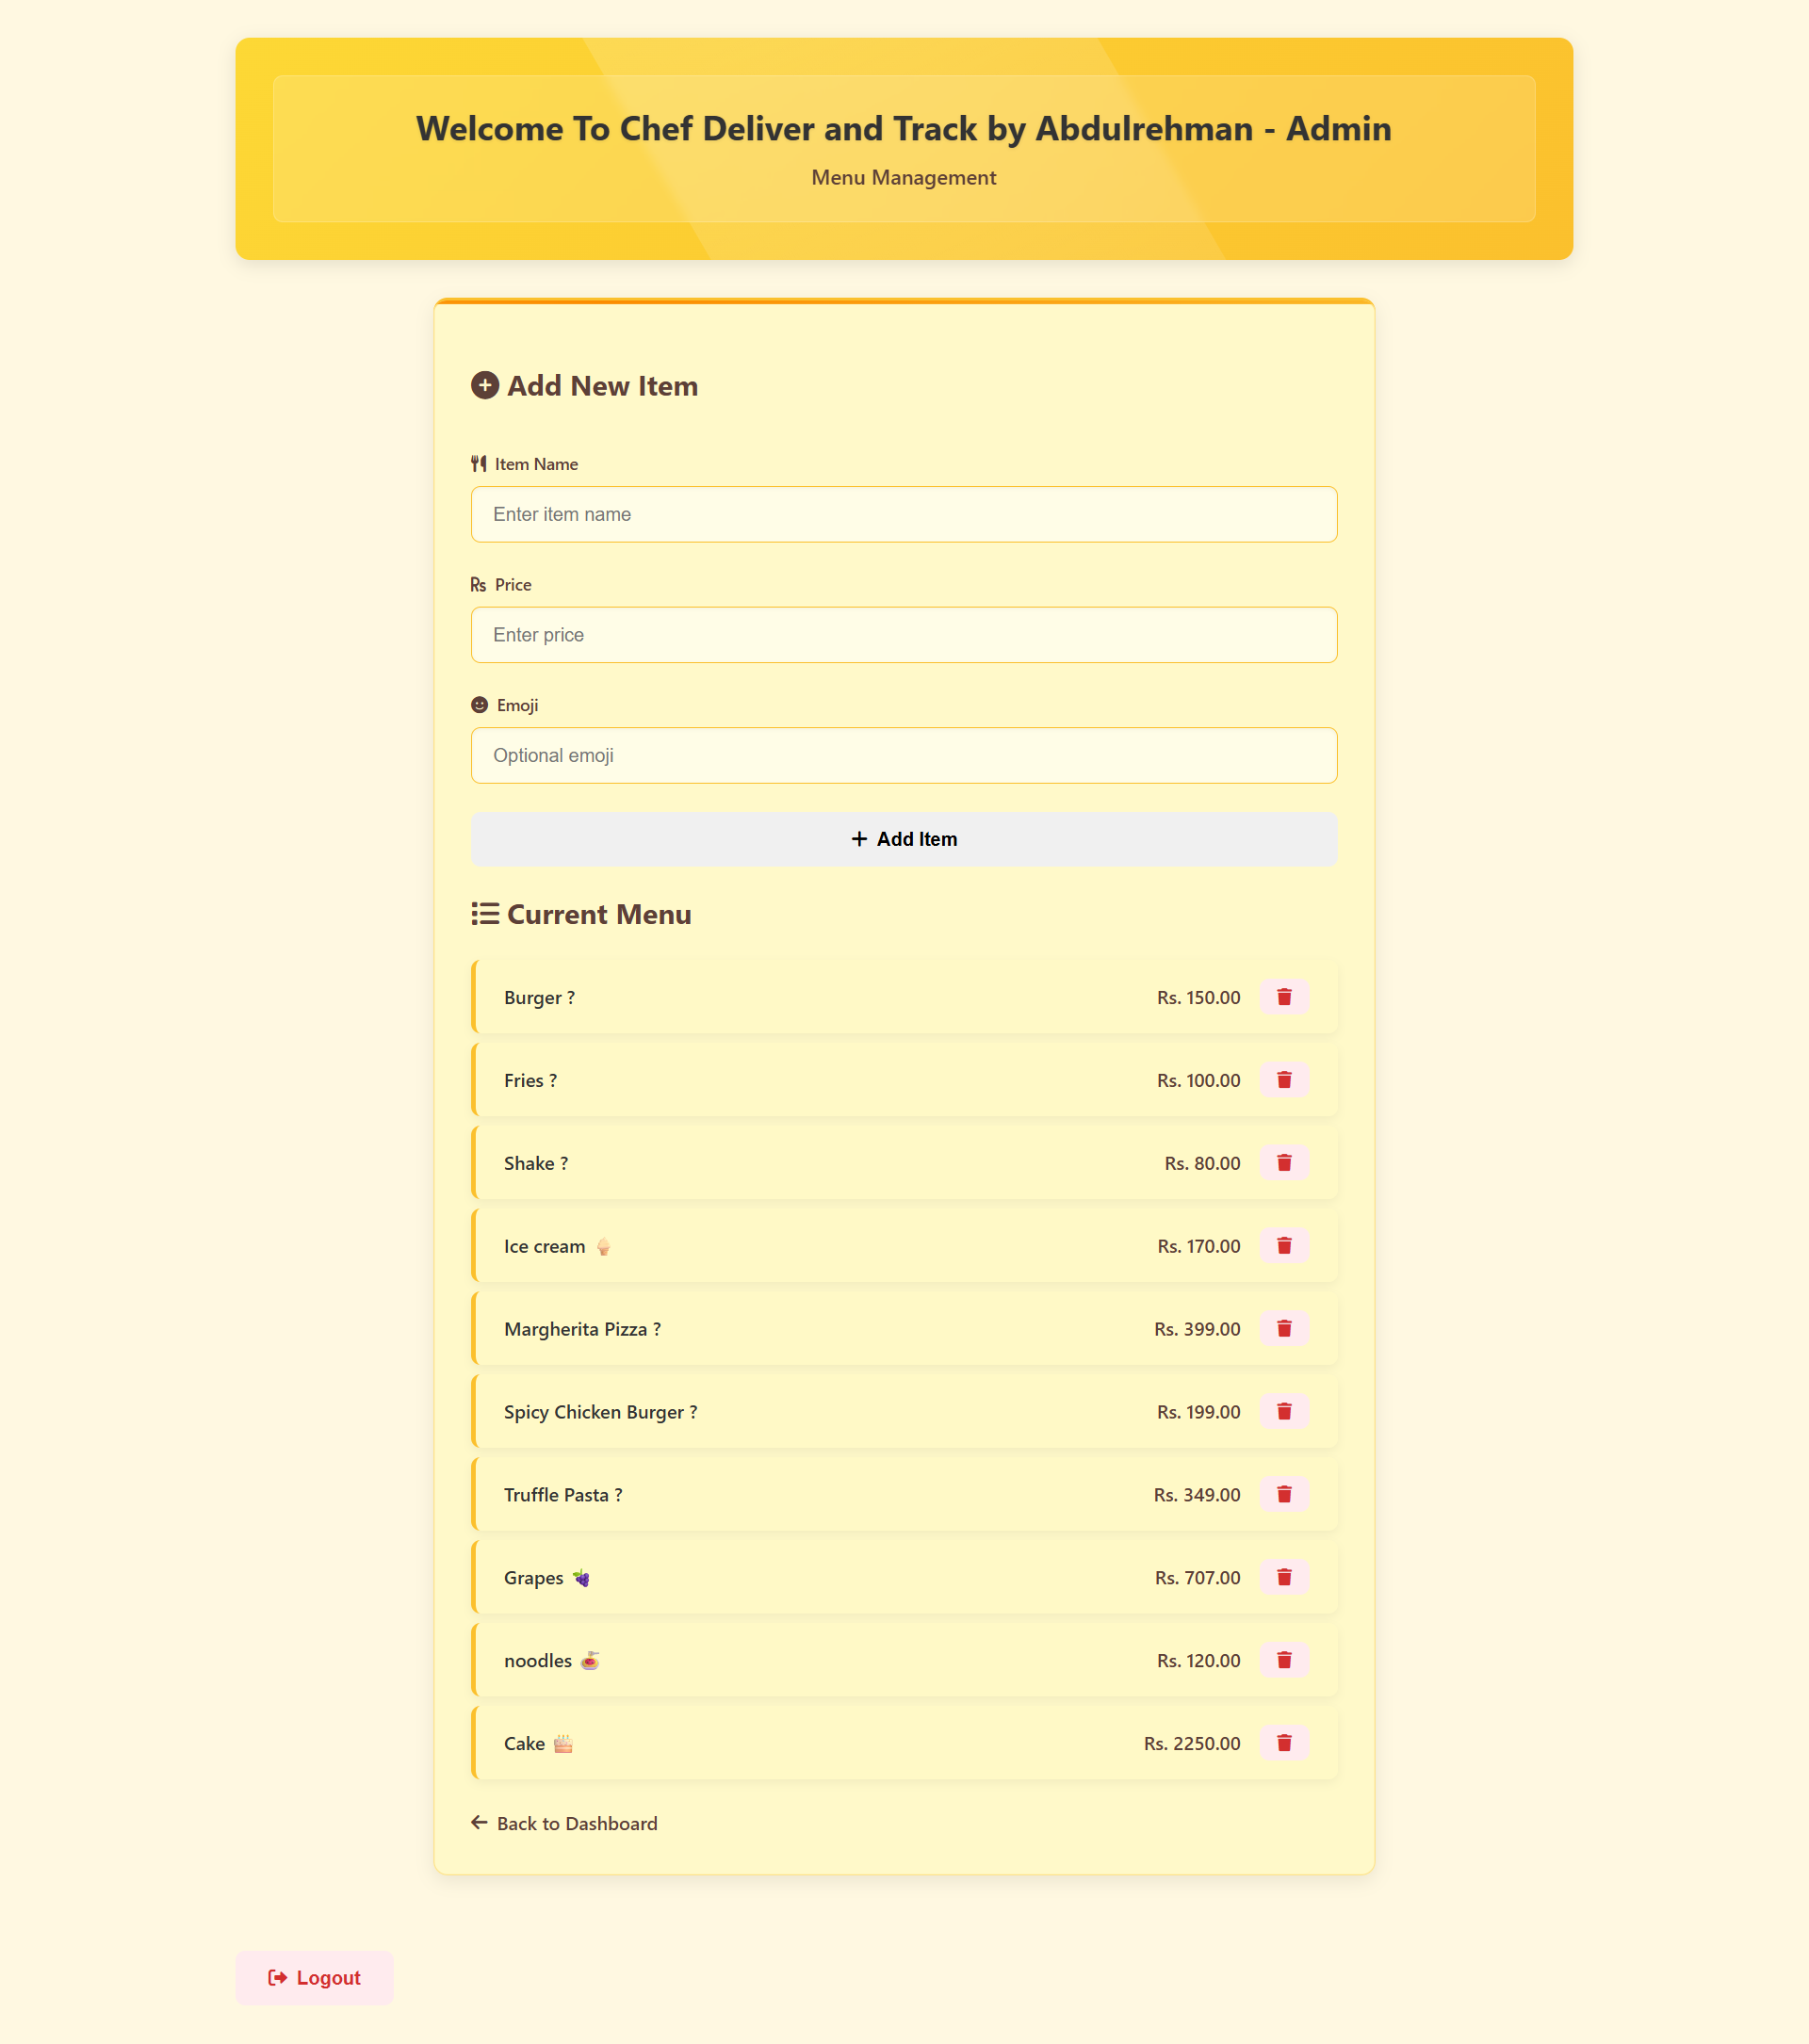 Welcome To Chef Deliver and Track by Abdulrehman - Admin
Menu Management
Add New Item
Item Name
Enter item name
₨ Price
Enter price
Emoji
Optional emoji
+ Add Item
Current Menu
Burger ? Rs. 150.00
Fries ? Rs. 100.00
Shake ? Rs. 80.00
Ice cream 🍦 Rs. 170.00
Margherita Pizza ? Rs. 399.00
Spicy Chicken Burger ? Rs. 199.00
Truffle Pasta ? Rs. 349.00
Grapes 🍇 Rs. 707.00
noodles 🍝 Rs. 120.00
Cake 🎂 Rs. 2250.00
← Back to Dashboard
Logout